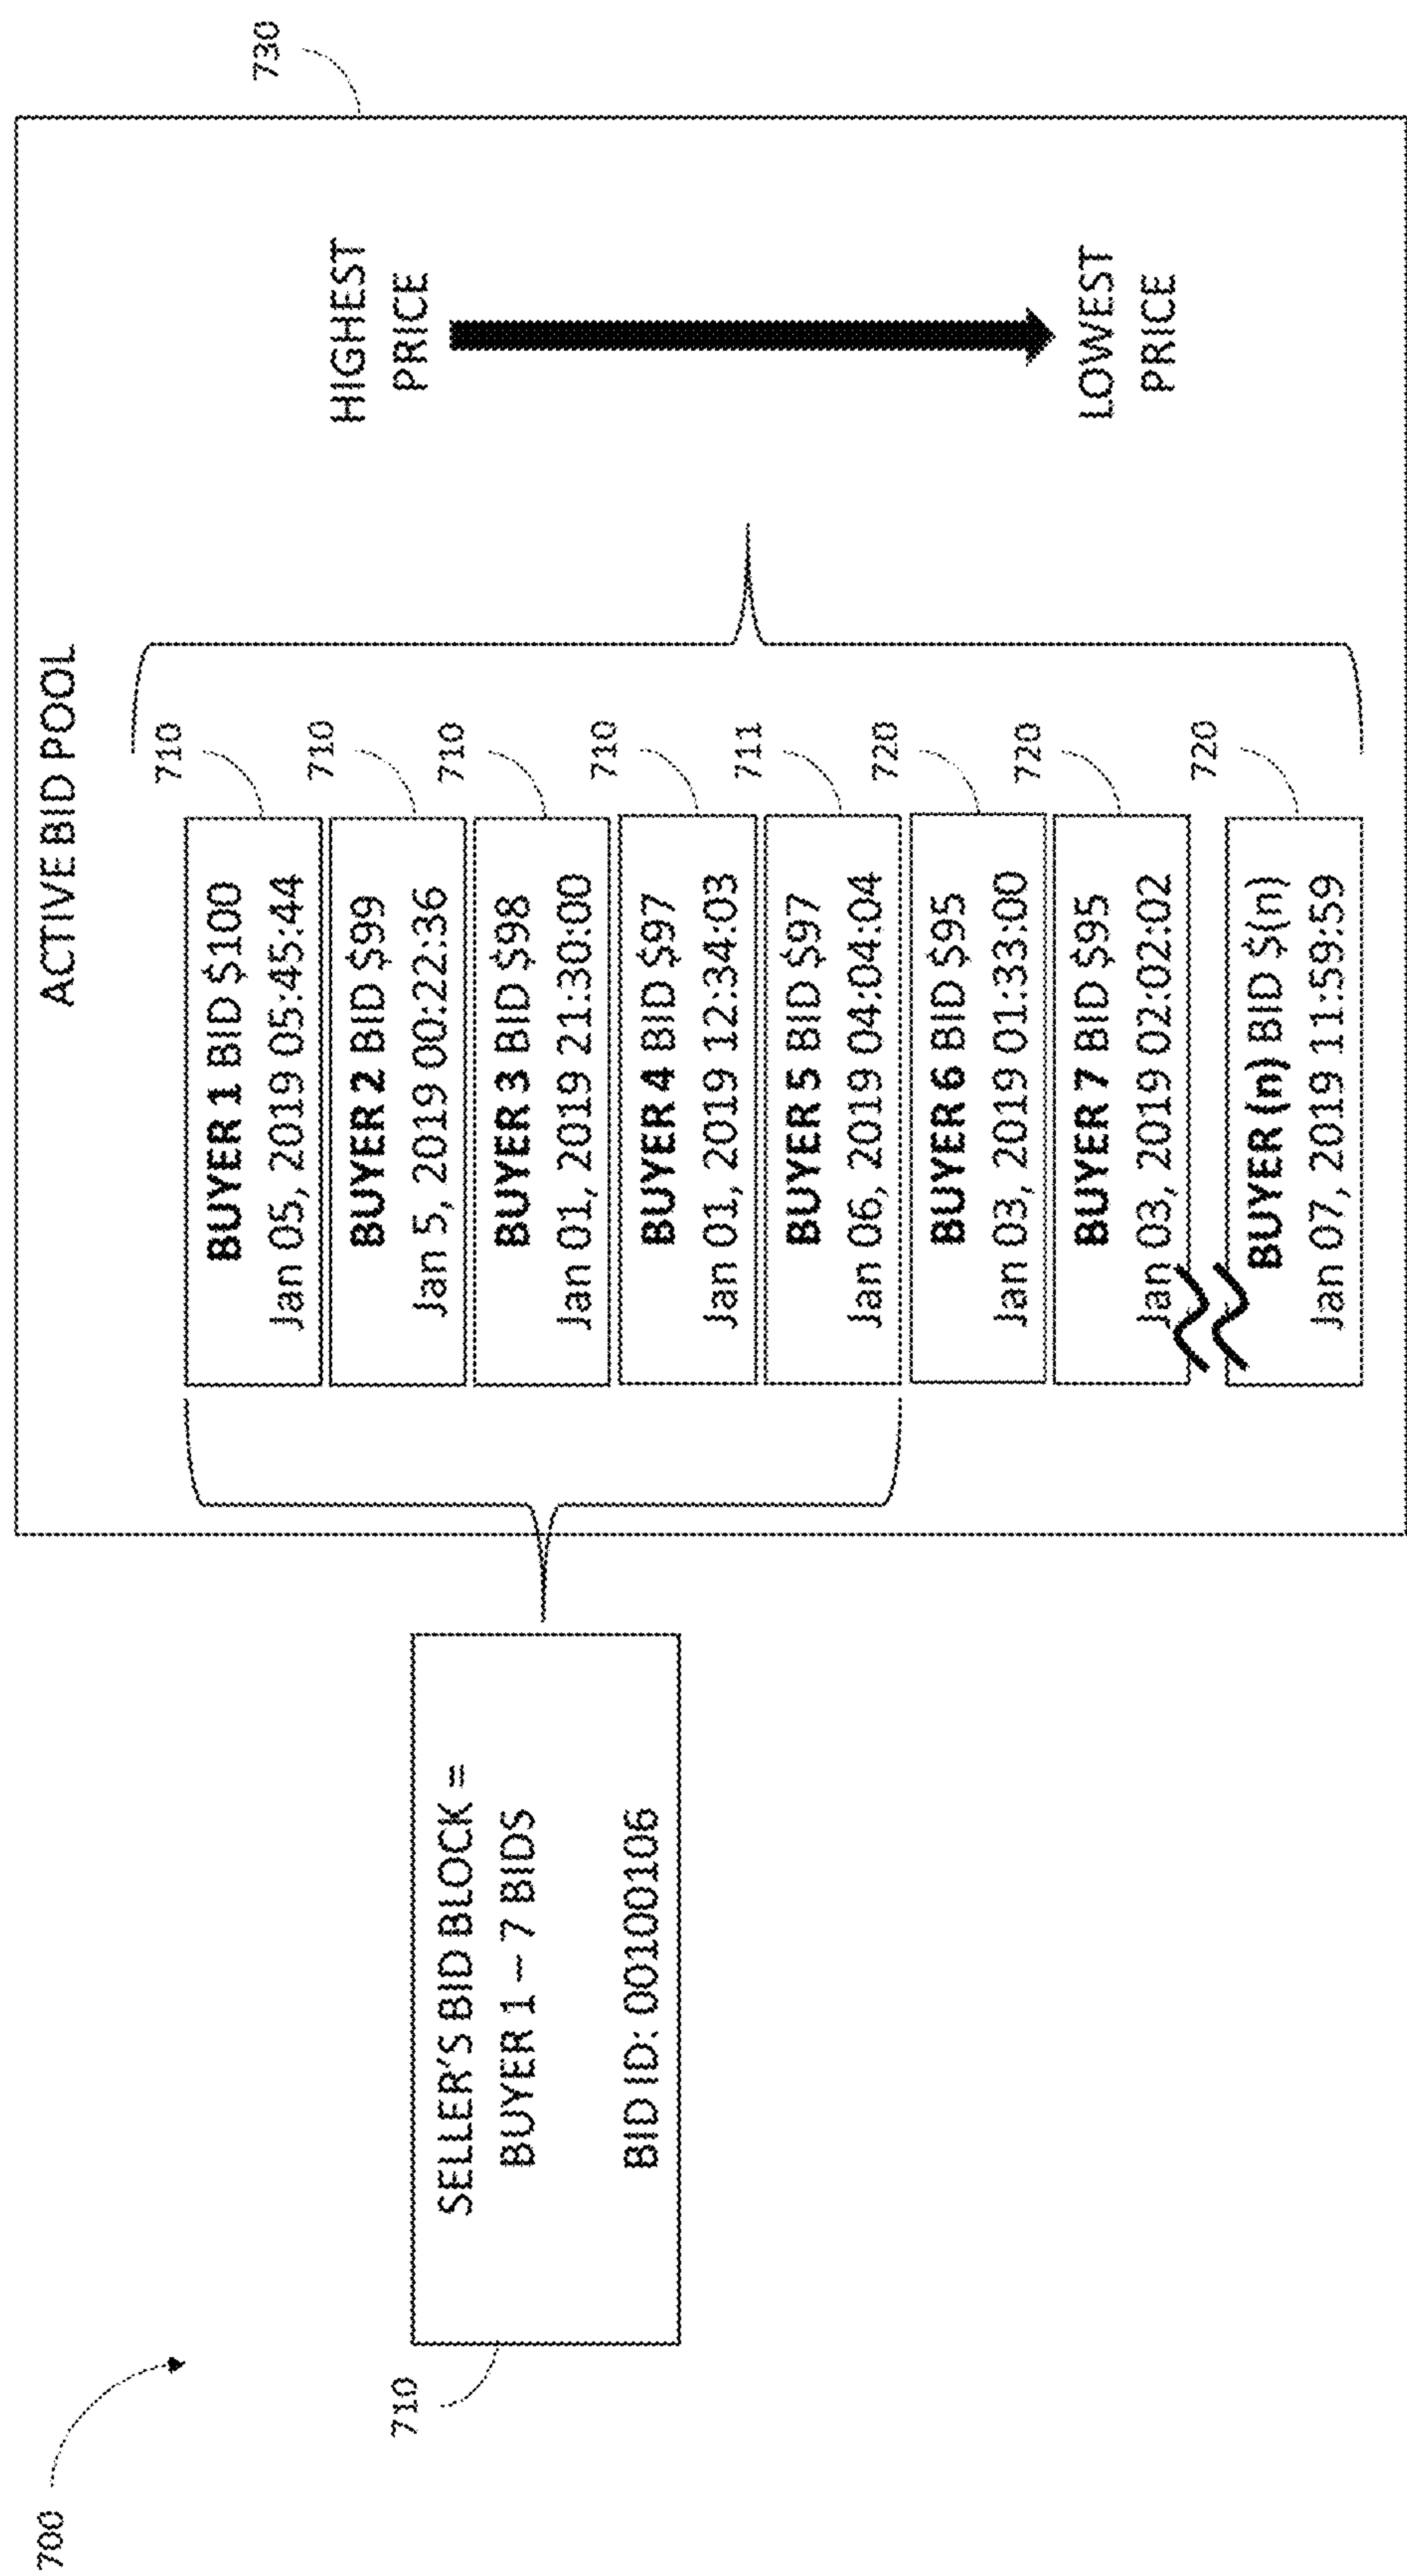 700
710
SELLER'S BID BLOCK =
BUYER 1 – 7 BIDS
BID ID: 00100106
ACTIVE BID POOL
730
BUYER 1 BID $100
Jan 05, 2019 05:45:44
710
BUYER 2 BID $99
Jan 5, 2019 00:22:36
710
BUYER 3 BID $98
Jan 01, 2019 21:30:00
710
BUYER 4 BID $97
Jan 01, 2019 12:34:03
710
BUYER 5 BID $97
Jan 06, 2019 04:04:04
711
BUYER 6 BID $95
Jan 03, 2019 01:33:00
720
BUYER 7 BID $95
Jan 03, 2019 02:02:02
720
BUYER (n) BID $(n)
Jan 07, 2019 11:59:59
720
HIGHEST
PRICE
LOWEST
PRICE